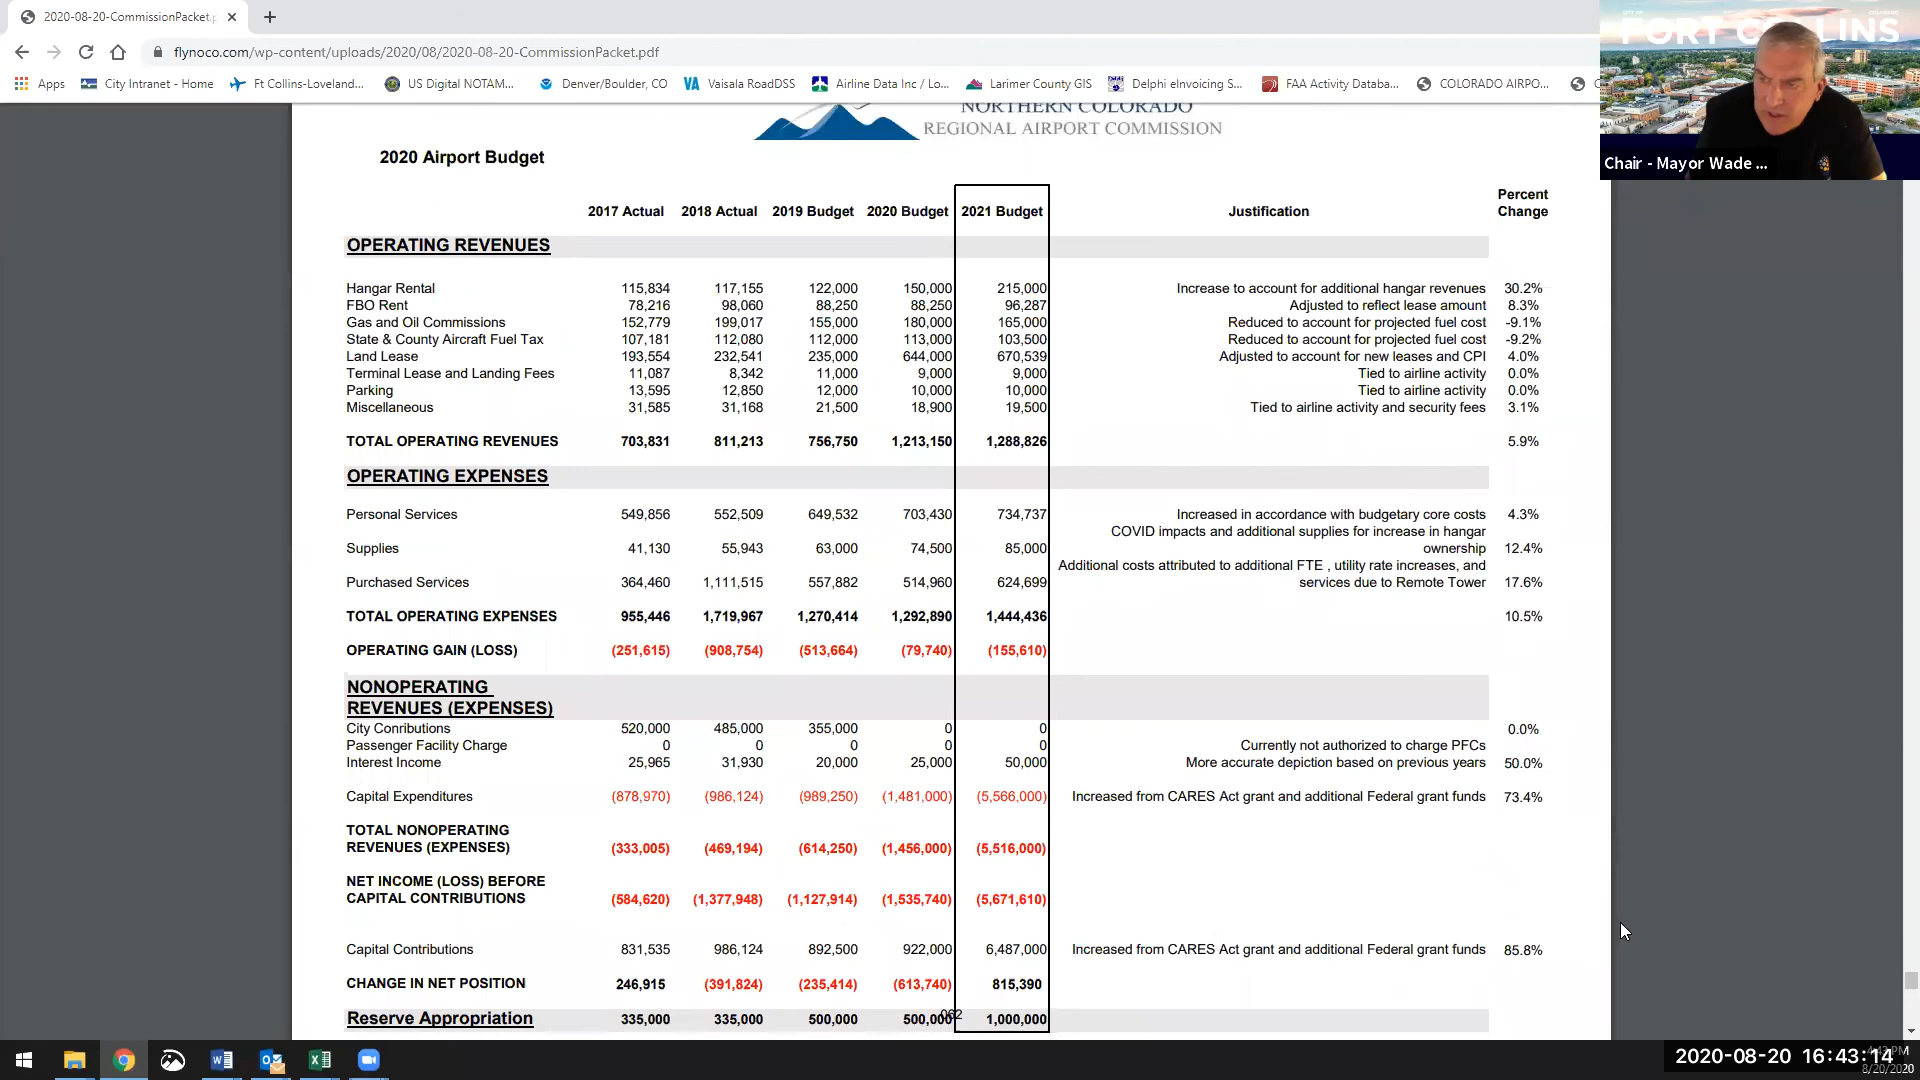 2020-08-20-CommissionPacket.p
flynoco.com/wp-content/uploads/2020/08/2020-08-20-CommissionPacket.pdf
Apps City Intranet - Home Ft Collins-Loveland... US Digital NOTAM... Denver/Boulder, CO VA Vaisala RoadDSS Airline Data Inc / Lo... Larimer County GIS Delphi eInvoicing S... FAA Activity Databa... COLORADO AIRPO...
CITY OF
FORT COLLINS
Chair - Mayor Wade ...
NORTHERN COLORADO
REGIONAL AIRPORT COMMISSION
2020 Airport Budget
2017 Actual 2018 Actual 2019 Budget 2020 Budget 2021 Budget Justification Percent Change
OPERATING REVENUES
Hangar Rental 115,834 117,155 122,000 150,000 215,000 Increase to account for additional hangar revenues 30.2%
FBO Rent 78,216 98,060 88,250 88,250 96,287 Adjusted to reflect lease amount 8.3%
Gas and Oil Commissions 152,779 199,017 155,000 180,000 165,000 Reduced to account for projected fuel cost -9.1%
State & County Aircraft Fuel Tax 107,181 112,080 112,000 113,000 103,500 Reduced to account for projected fuel cost -9.2%
Land Lease 193,554 232,541 235,000 644,000 670,539 Adjusted to account for new leases and CPI 4.0%
Terminal Lease and Landing Fees 11,087 8,342 11,000 9,000 9,000 Tied to airline activity 0.0%
Parking 13,595 12,850 12,000 10,000 10,000 Tied to airline activity 0.0%
Miscellaneous 31,585 31,168 21,500 18,900 19,500 Tied to airline activity and security fees 3.1%
TOTAL OPERATING REVENUES 703,831 811,213 756,750 1,213,150 1,288,826 5.9%
OPERATING EXPENSES
Personal Services 549,856 552,509 649,532 703,430 734,737 Increased in accordance with budgetary core costs 4.3%
COVID impacts and additional supplies for increase in hangar
Supplies 41,130 55,943 63,000 74,500 85,000 ownership 12.4%
Additional costs attributed to additional FTE , utility rate increases, and
Purchased Services 364,460 1,111,515 557,882 514,960 624,699 services due to Remote Tower 17.6%
TOTAL OPERATING EXPENSES 955,446 1,719,967 1,270,414 1,292,890 1,444,436 10.5%
OPERATING GAIN (LOSS) (251,615) (908,754) (513,664) (79,740) (155,610)
NONOPERATING
REVENUES (EXPENSES)
City Conributions 520,000 485,000 355,000 0 0 0.0%
Passenger Facility Charge 0 0 0 0 0 Currently not authorized to charge PFCs
Interest Income 25,965 31,930 20,000 25,000 50,000 More accurate depiction based on previous years 50.0%
Capital Expenditures (878,970) (986,124) (989,250) (1,481,000) (5,566,000) Increased from CARES Act grant and additional Federal grant funds 73.4%
TOTAL NONOPERATING
REVENUES (EXPENSES) (333,005) (469,194) (614,250) (1,456,000) (5,516,000)
NET INCOME (LOSS) BEFORE
CAPITAL CONTRIBUTIONS (584,620) (1,377,948) (1,127,914) (1,535,740) (5,671,610)
Capital Contributions 831,535 986,124 892,500 922,000 6,487,000 Increased from CARES Act grant and additional Federal grant funds 85.8%
CHANGE IN NET POSITION 246,915 (391,824) (235,414) (613,740) 815,390
062
Reserve Appropriation 335,000 335,000 500,000 500,000 1,000,000
2020-08-20 16:43:14
4:43 PM
8/20/2020